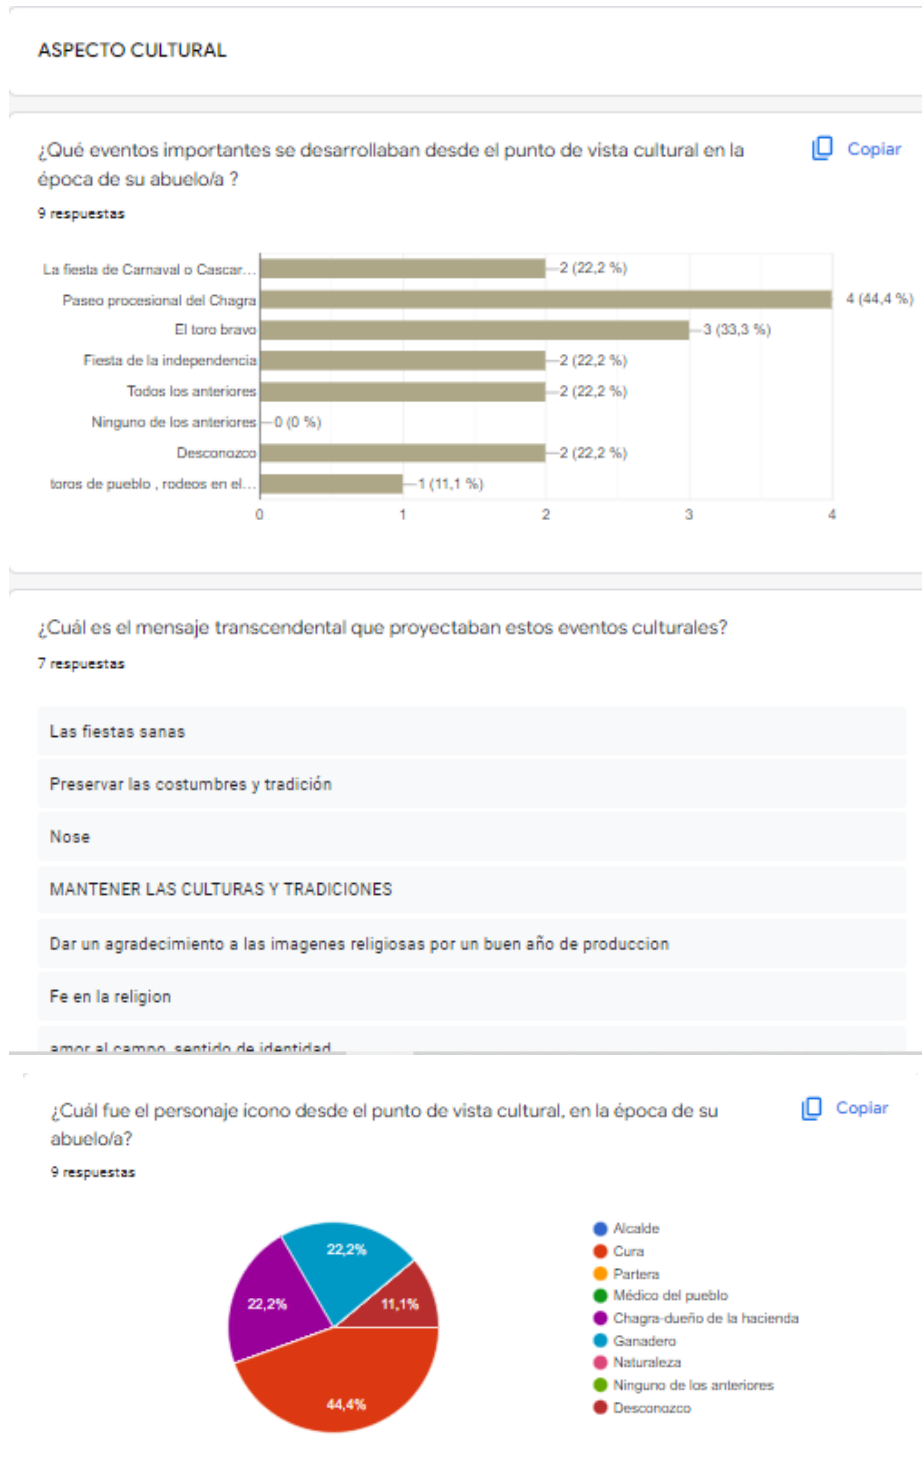 ASPECTO CULTURAL
¿Qué eventos importantes se desarrollaban desde el punto de vista cultural en la
época de su abuelo/a ?
Copiar
9 respuestas
La fiesta de Carnaval o Cascar...
2 (22,2 %)
Paseo procesional del Chagra
4 (44,4 %)
El toro bravo
3 (33,3 %)
Fiesta de la independencia
2 (22,2 %)
Todos los anteriores
2 (22,2 %)
Ninguno de los anteriores
0 (0 %)
Desconozco
2 (22,2 %)
toros de pueblo , rodeos en el...
1 (11,1 %)
0 1 2 3 4
¿Cuál es el mensaje transcendental que proyectaban estos eventos culturales?
7 respuestas
Las fiestas sanas
Preservar las costumbres y tradición
Nose
MANTENER LAS CULTURAS Y TRADICIONES
Dar un agradecimiento a las imagenes religiosas por un buen año de produccion
Fe en la religion
amor al campo, sentido de identidad
¿Cuál fue el personaje icono desde el punto de vista cultural, en la época de su
abuelo/a?
Copiar
9 respuestas
22,2%
22,2%
11,1%
44,4%
Alcalde
Cura
Partera
Médico del pueblo
Chagra-dueño de la hacienda
Ganadero
Naturaleza
Ninguno de los anteriores
Desconozco